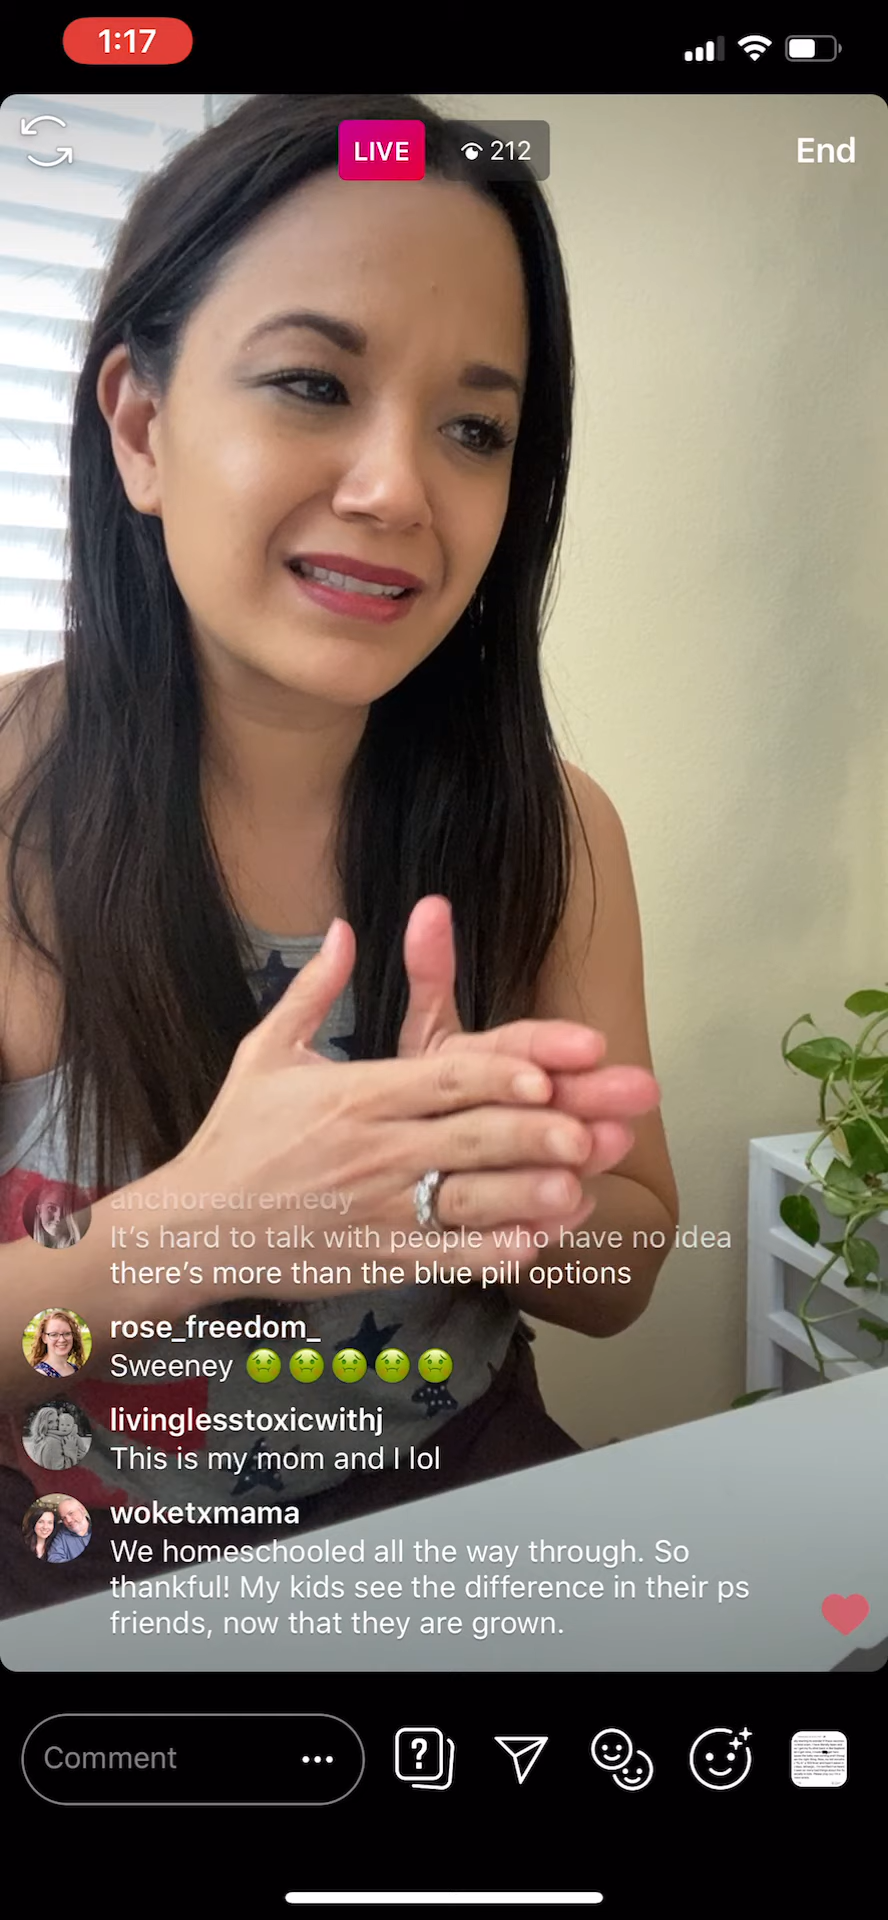 1:17
LIVE
212
End
anchoredremedy
It's hard to talk with people who have no idea
there's more than the blue pill options
rose_freedom_
Sweeney 🤢🤢🤢🤢🤢
livinglesstoxicwithj
This is my mom and I lol
woketxmama
We homeschooled all the way through. So
thankful! My kids see the difference in their ps
friends, now that they are grown.
Comment